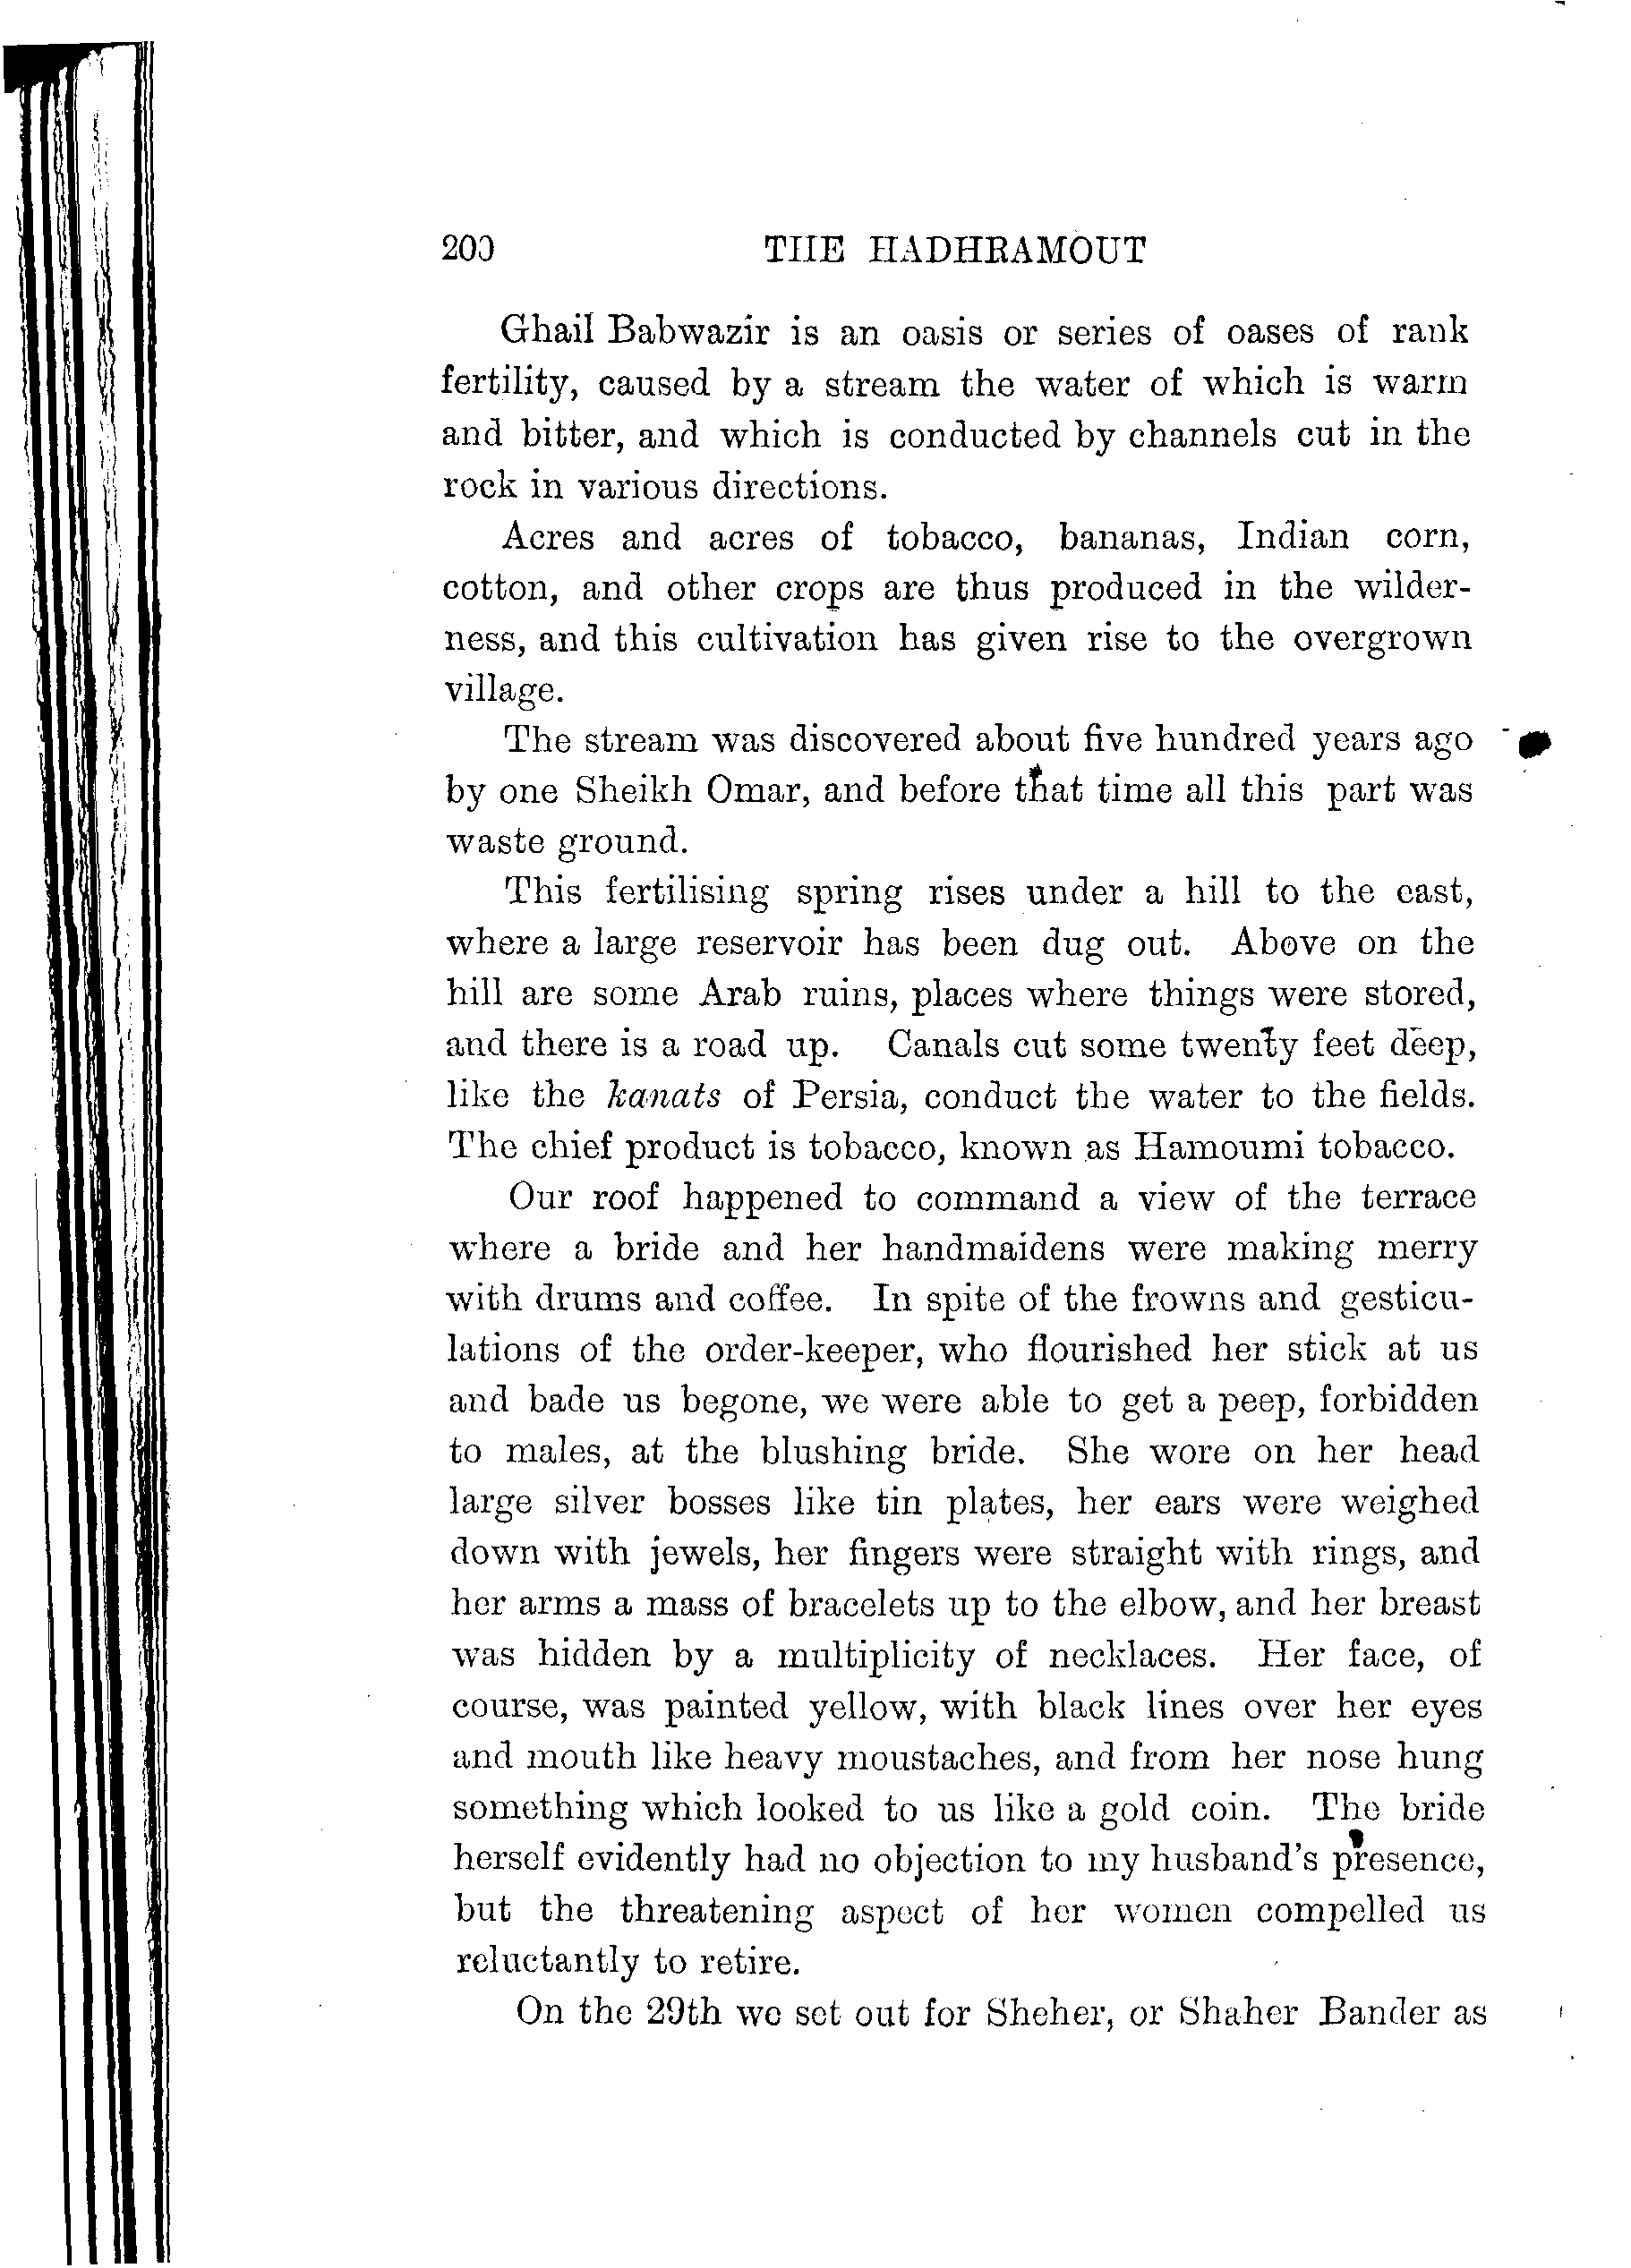 200 THE HADHRAMOUT
Ghail Babwazir is an oasis or series of oases of rank
fertility, caused by a stream the water of which is warm
and bitter, and which is conducted by channels cut in the
rock in various directions.
Acres and acres of tobacco, bananas, Indian corn,
cotton, and other crops are thus produced in the wilder-
ness, and this cultivation has given rise to the overgrown
village.
The stream was discovered about five hundred years ago
by one Sheikh Omar, and before that time all this part was
waste ground.
This fertilising spring rises under a hill to the east,
where a large reservoir has been dug out. Above on the
hill are some Arab ruins, places where things were stored,
and there is a road up. Canals cut some twenty feet deep,
like the kanats of Persia, conduct the water to the fields.
The chief product is tobacco, known as Hamoumi tobacco.
Our roof happened to command a view of the terrace
where a bride and her handmaidens were making merry
with drums and coffee. In spite of the frowns and gesticu-
lations of the order-keeper, who flourished her stick at us
and bade us begone, we were able to get a peep, forbidden
to males, at the blushing bride. She wore on her head
large silver bosses like tin plates, her ears were weighed
down with jewels, her fingers were straight with rings, and
her arms a mass of bracelets up to the elbow, and her breast
was hidden by a multiplicity of necklaces. Her face, of
course, was painted yellow, with black lines over her eyes
and mouth like heavy moustaches, and from her nose hung
something which looked to us like a gold coin. The bride
herself evidently had no objection to my husband's presence,
but the threatening aspect of her women compelled us
reluctantly to retire.
On the 29th we set out for Sheher, or Shaher Bander as